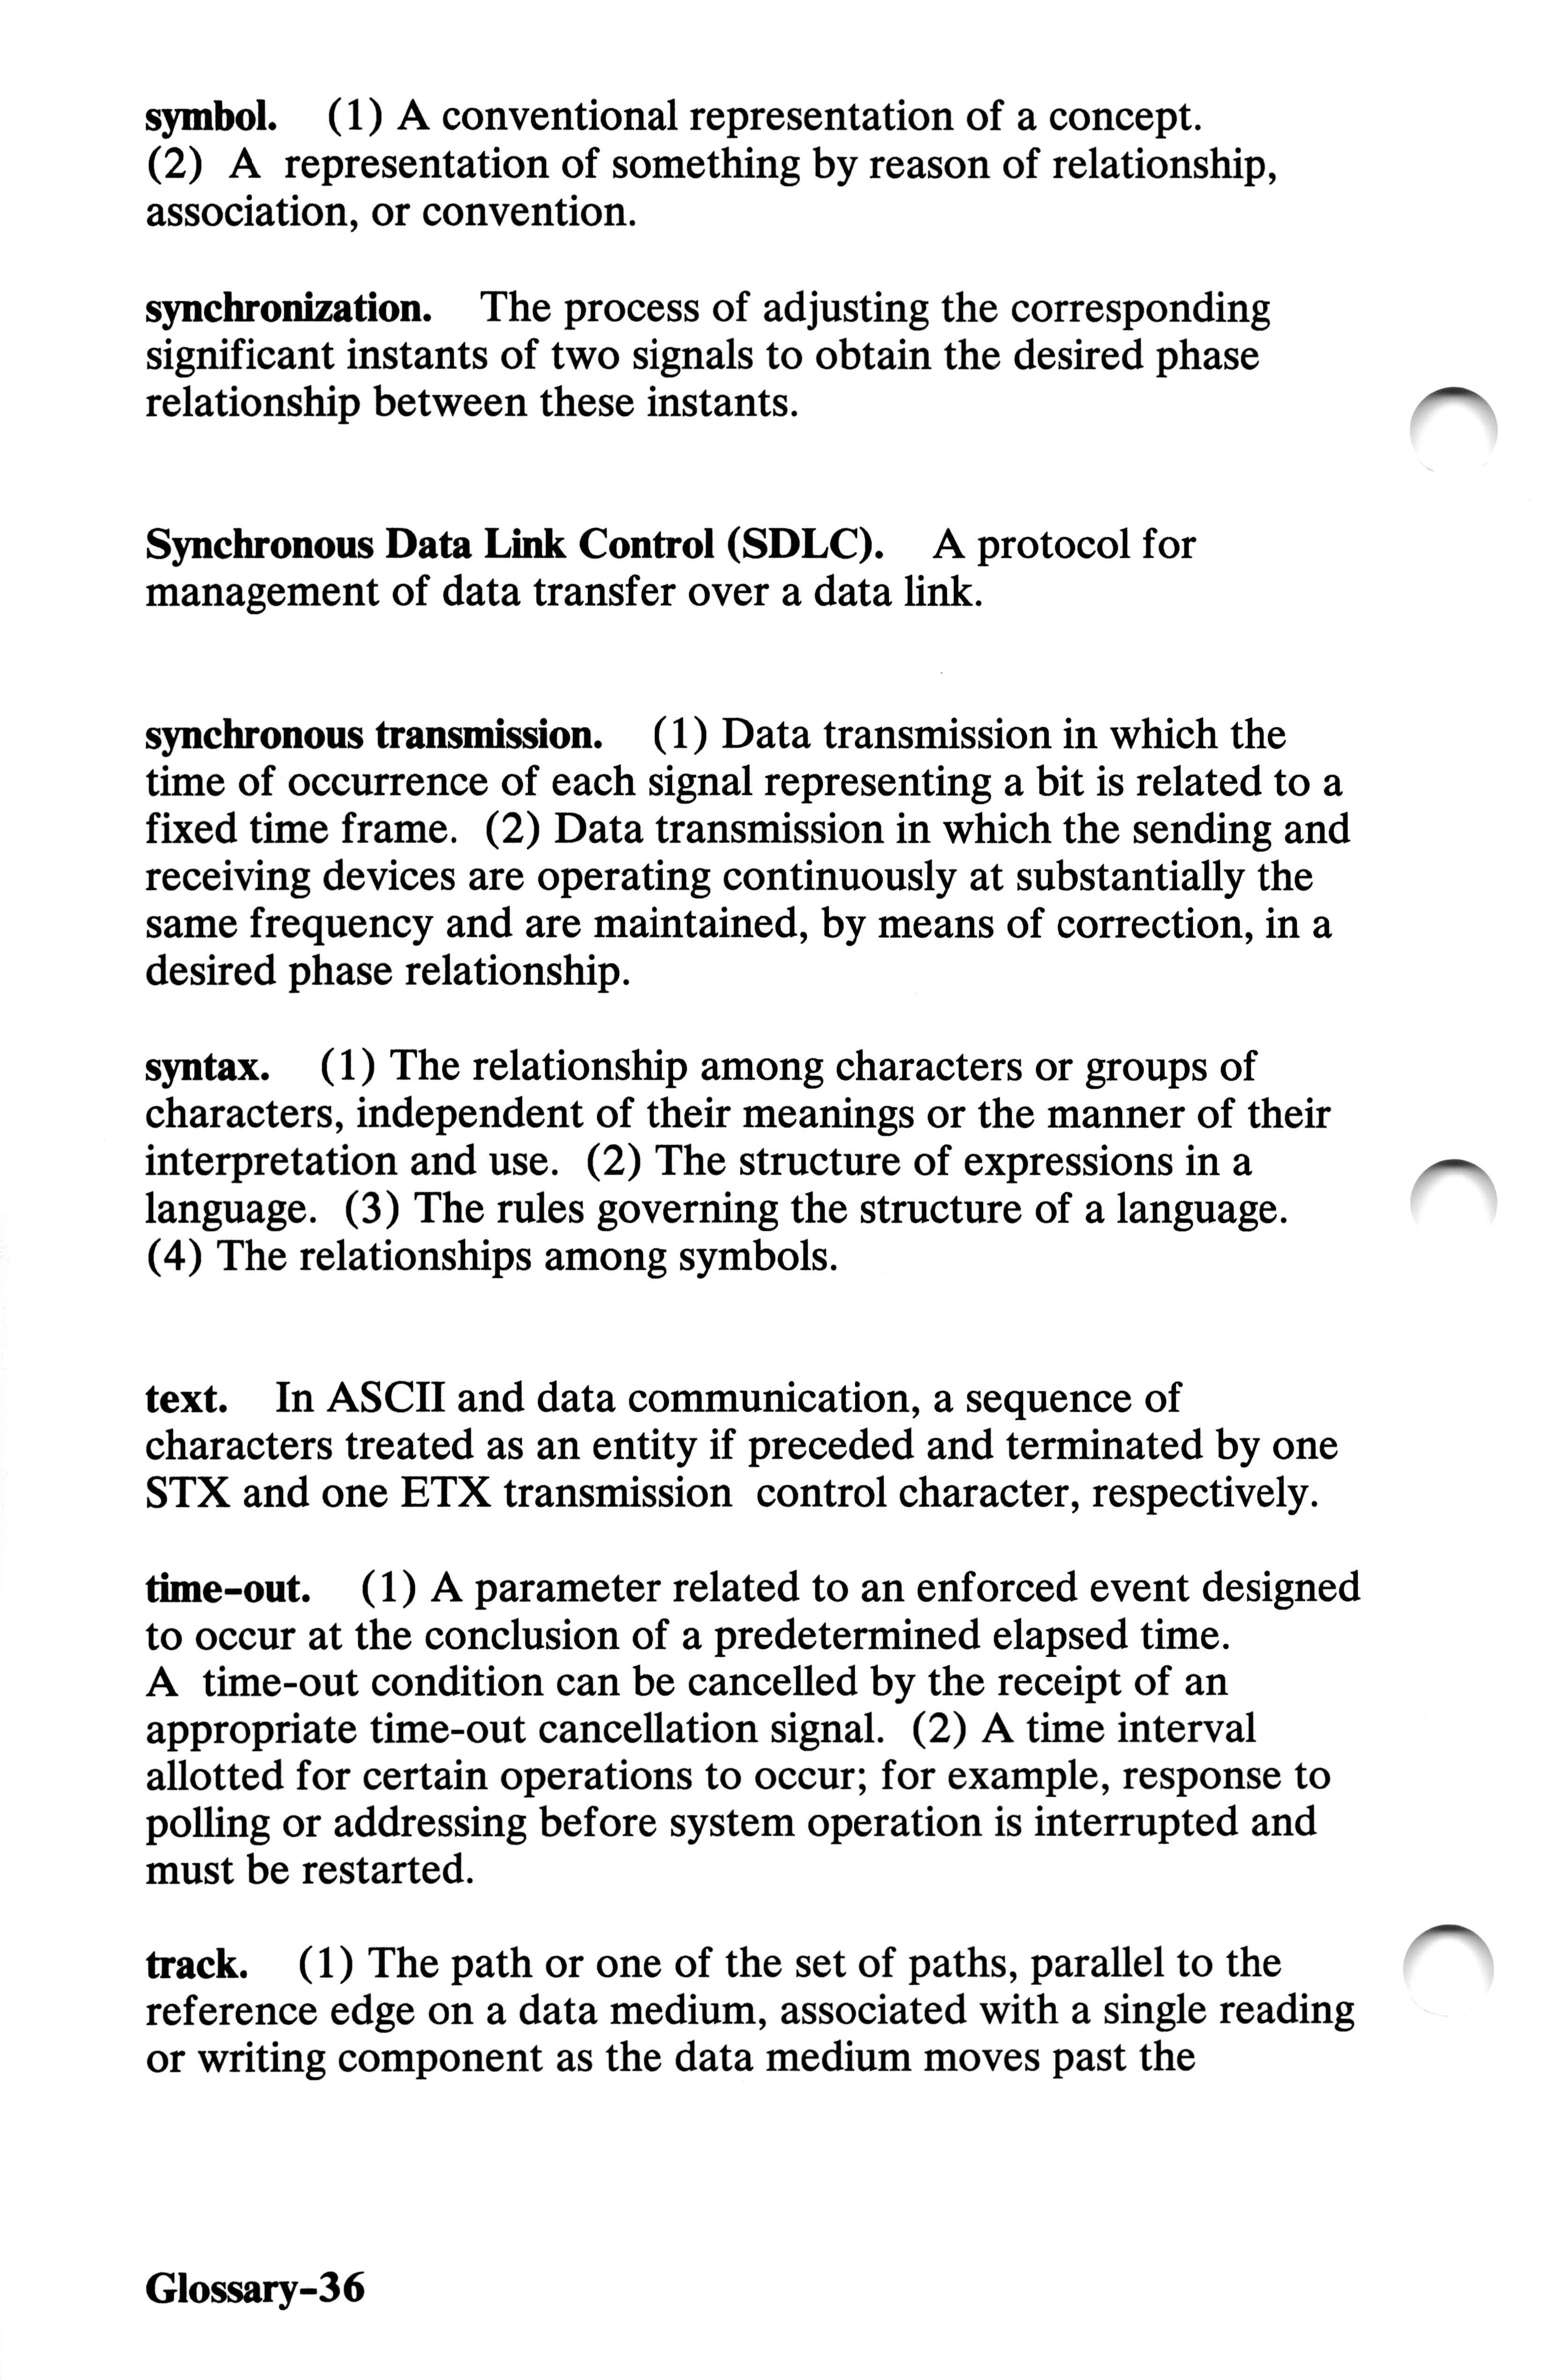 symbol. (1) A conventional representation of a concept.
(2) A representation of something by reason of relationship,
association, or convention.
synchronization. The process of adjusting the corresponding
significant instants of two signals to obtain the desired phase
relationship between these instants.
Synchronous Data Link Control (SDLC). A protocol for
management of data transfer over a data link.
synchronous transmission. (1) Data transmission in which the
time of occurrence of each signal representing a bit is related to a
fixed time frame. (2) Data transmission in which the sending and
receiving devices are operating continuously at substantially the
same frequency and are maintained, by means of correction, in a
desired phase relationship.
syntax. (1) The relationship among characters or groups of
characters, independent of their meanings or the manner of their
interpretation and use. (2) The structure of expressions in a
language. (3) The rules governing the structure of a language.
(4) The relationships among symbols.
text. In ASCII and data communication, a sequence of
characters treated as an entity if preceded and terminated by one
STX and one ETX transmission control character, respectively.
time-out. (1) A parameter related to an enforced event designed
to occur at the conclusion of a predetermined elapsed time.
A time-out condition can be cancelled by the receipt of an
appropriate time-out cancellation signal. (2) A time interval
allotted for certain operations to occur; for example, response to
polling or addressing before system operation is interrupted and
must be restarted.
track. (1) The path or one of the set of paths, parallel to the
reference edge on a data medium, associated with a single reading
or writing component as the data medium moves past the
Glossary-36